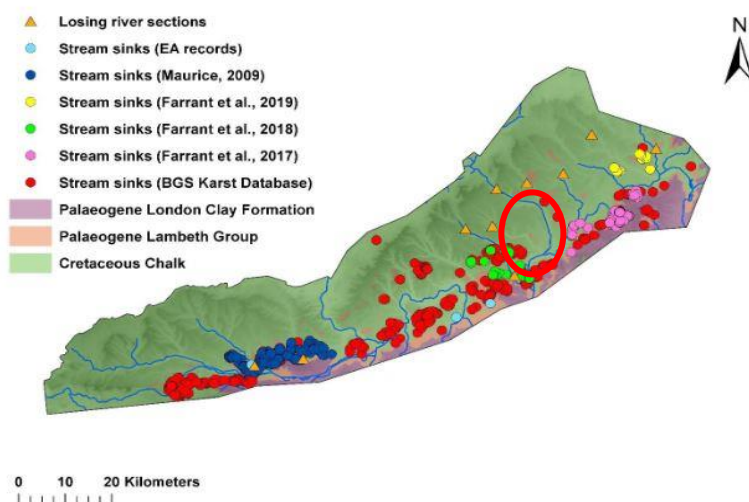 Losing river sections
Stream sinks (EA records)
Stream sinks (Maurice, 2009)
Stream sinks (Farrant et al., 2019)
Stream sinks (Farrant et al., 2018)
Stream sinks (Farrant et al., 2017)
Stream sinks (BGS Karst Database)
Palaeogene London Clay Formation
Palaeogene Lambeth Group
Cretaceous Chalk
N
0 10 20 Kilometers